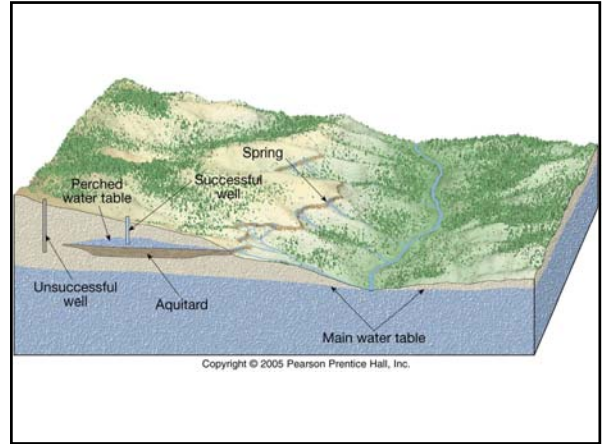 Spring
Perched
water table
Successful
well
Unsuccessful
well
Aquitard
Main water table
Copyright © 2005 Pearson Prentice Hall, Inc.